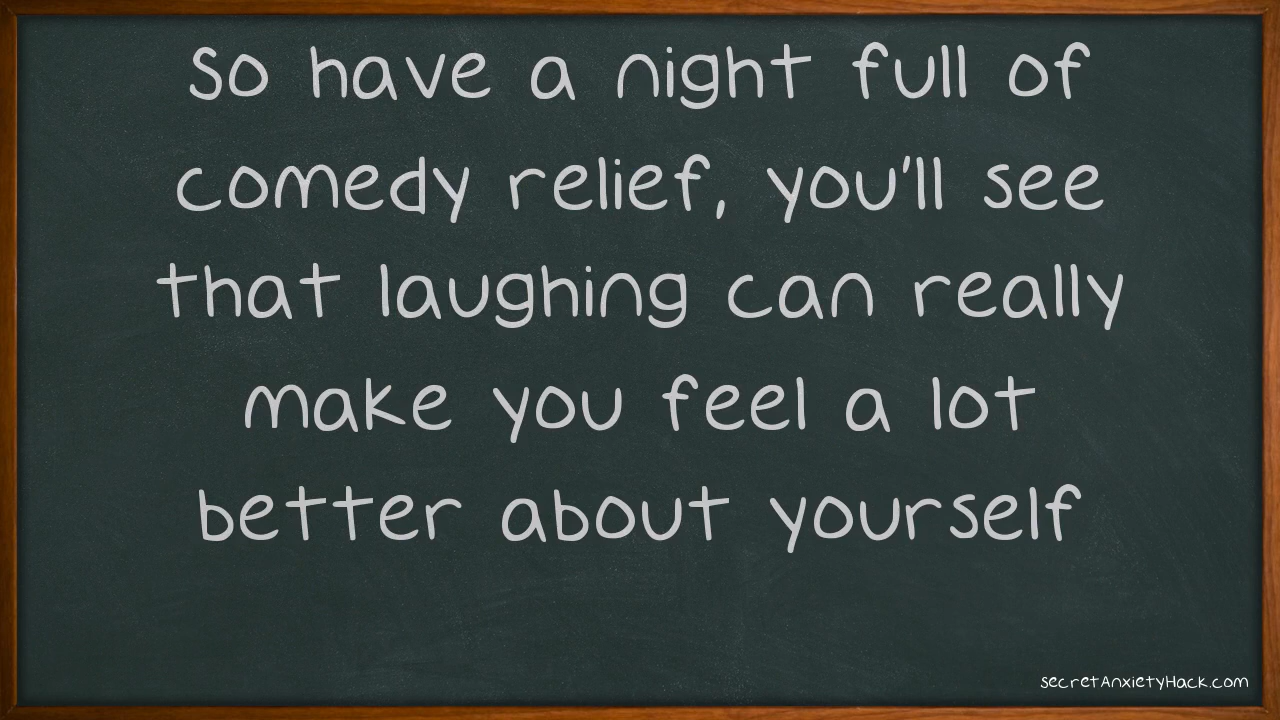 So have a night full of
comedy relief, you'll see
that laughing can really
make you feel a lot
better about yourself
secretAnxietyHack.com